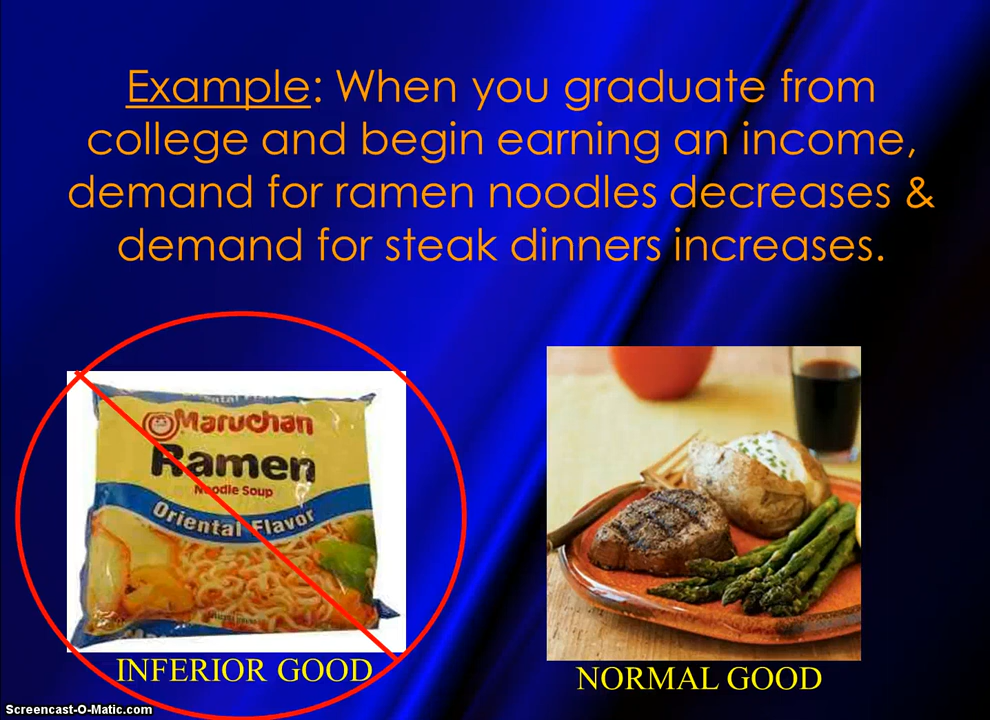 Example: When you graduate from
college and begin earning an income,
demand for ramen noodles decreases &
demand for steak dinners increases.
Maruchan
Ramen
Noodle Soup
Oriental Flavor
INFERIOR GOOD
NORMAL GOOD
Screencast-O-Matic.com